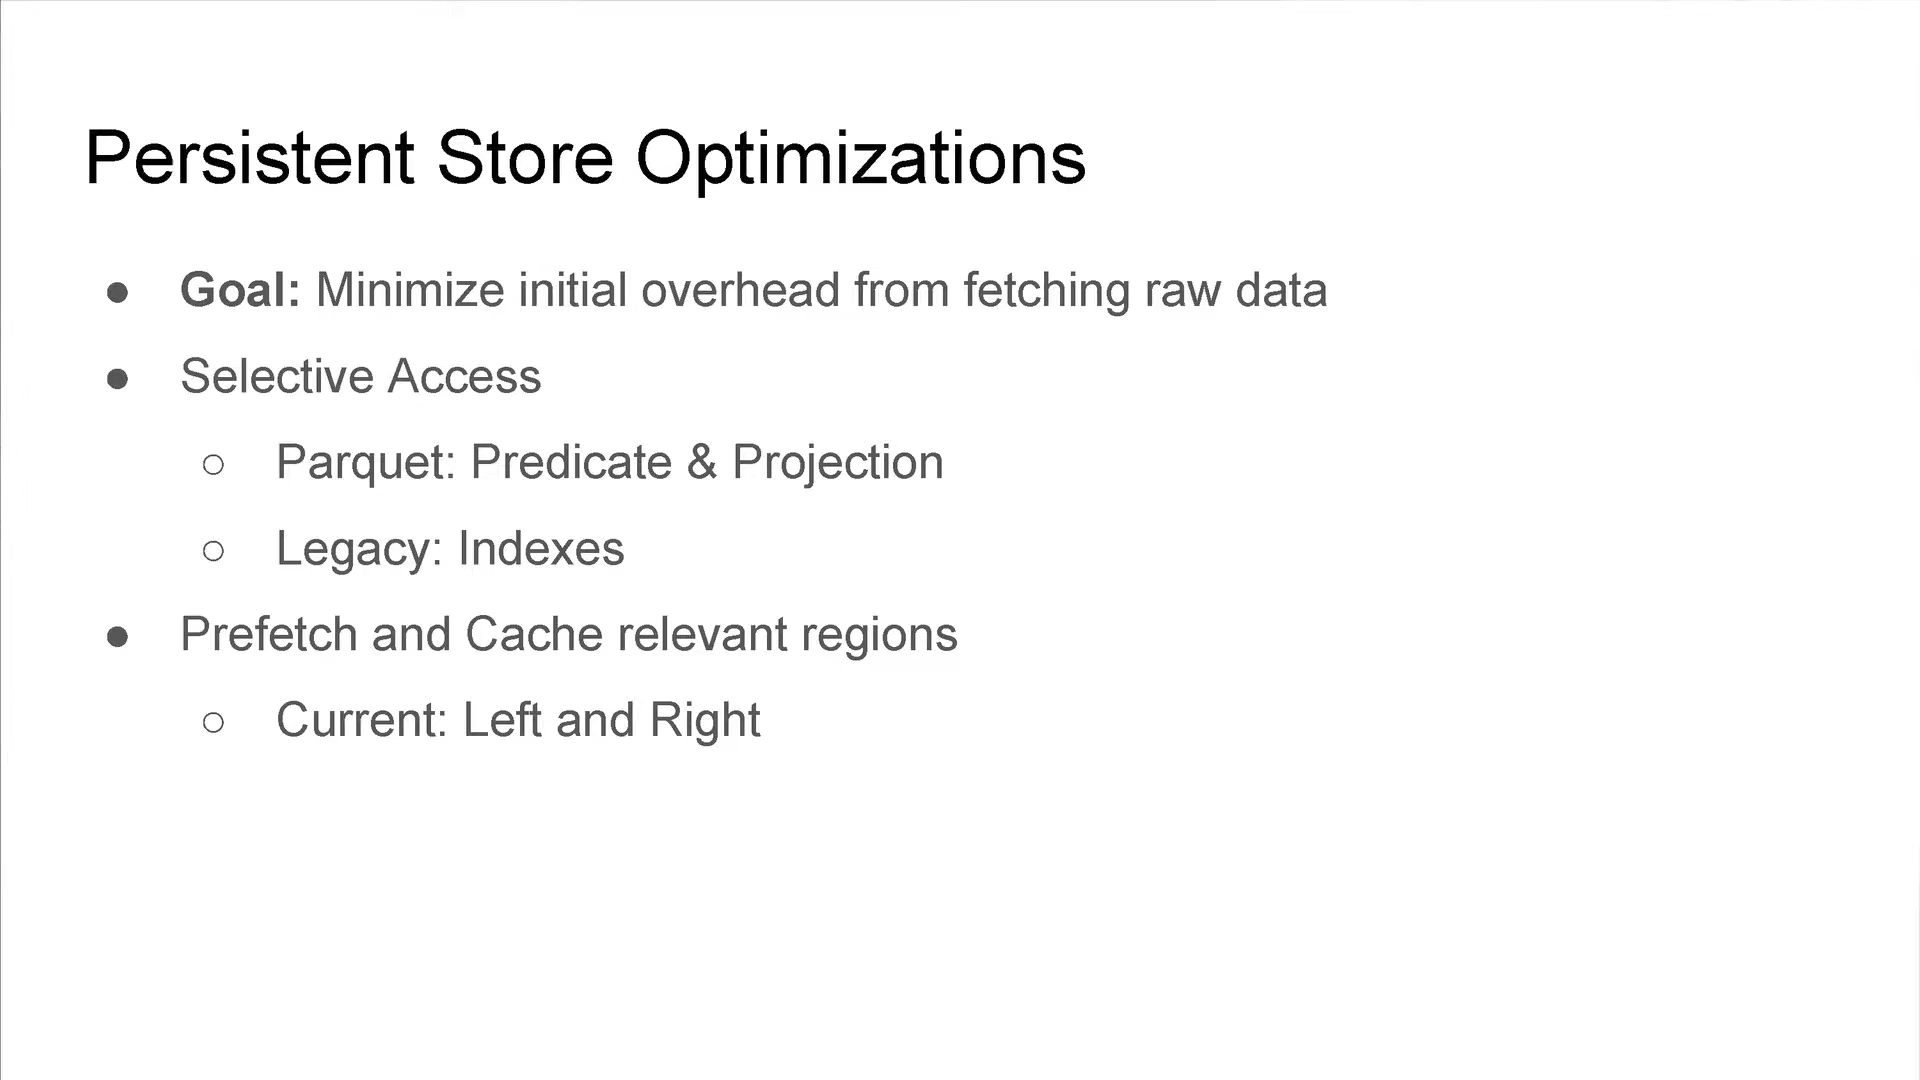 Persistent Store Optimizations
● Goal: Minimize initial overhead from fetching raw data
● Selective Access
○ Parquet: Predicate & Projection
○ Legacy: Indexes
● Prefetch and Cache relevant regions
○ Current: Left and Right